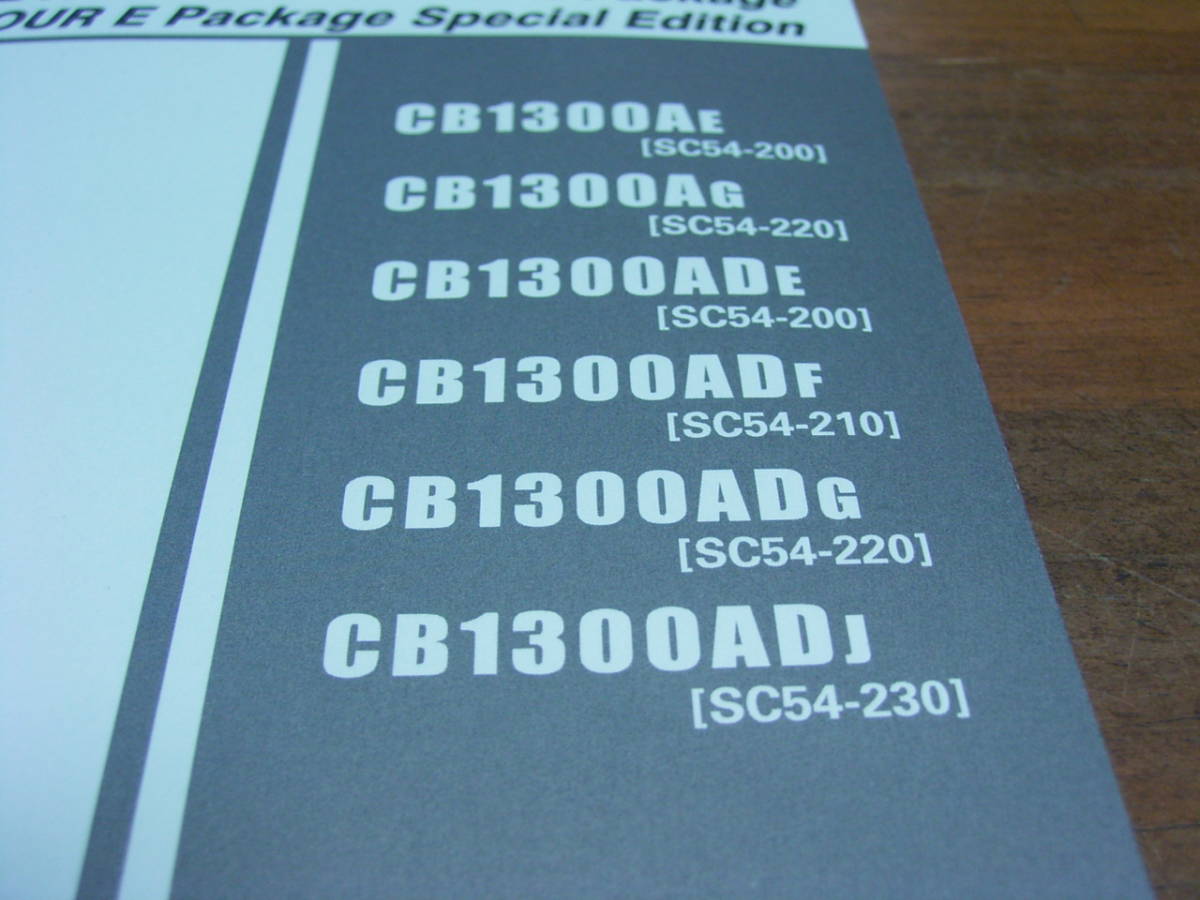 ackage
OUR E Package Special Edition
CB1300AE
[SC54-200]
CB1300AG
[SC54-220]
CB1300ADE
[SC54-200]
CB1300ADF
[SC54-210]
CB1300ADG
[SC54-220]
CB1300ADJ
[SC54-230]